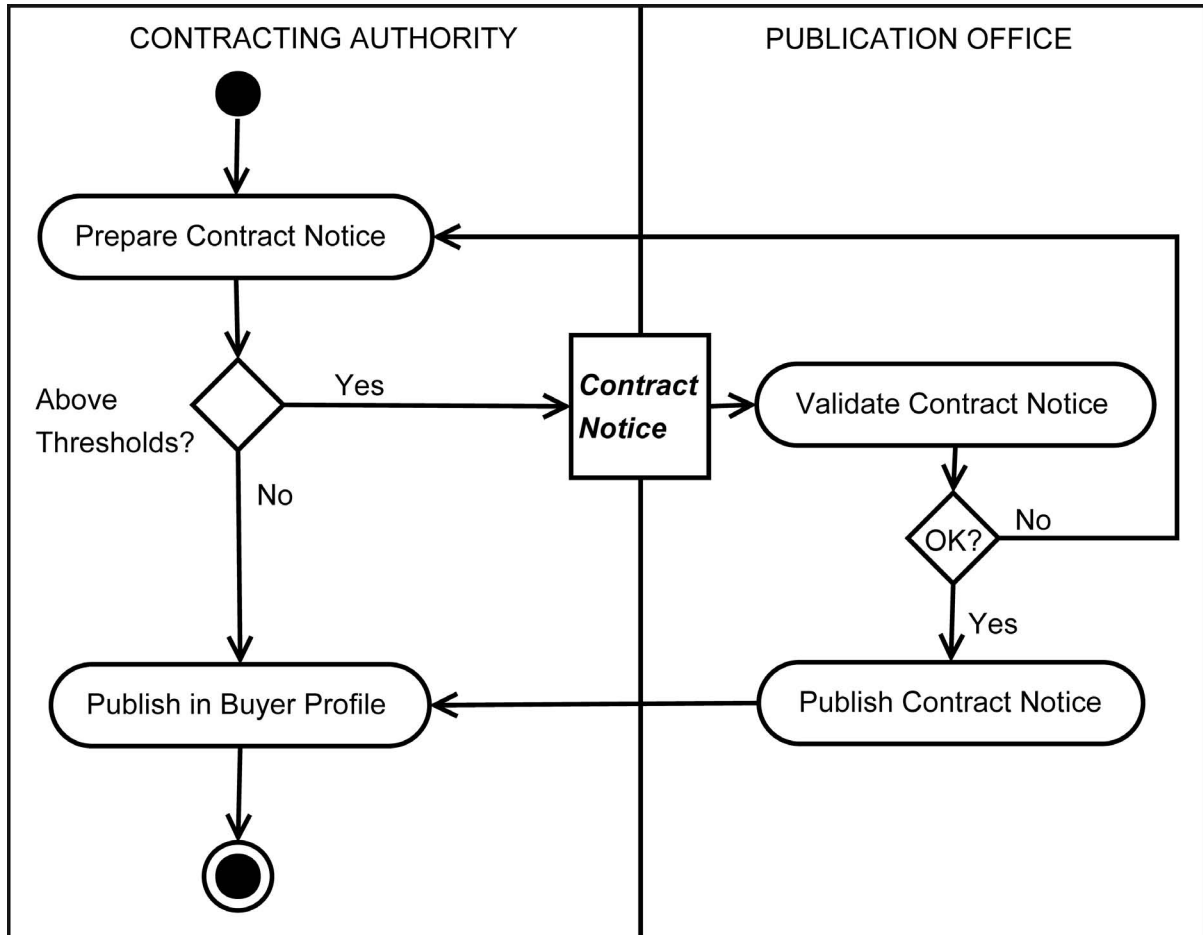 CONTRACTING AUTHORITY
PUBLICATION OFFICE
Prepare Contract Notice
Above
Thresholds?
Yes
Contract
Notice
Validate Contract Notice
No
OK?
No
Yes
Publish in Buyer Profile
Publish Contract Notice